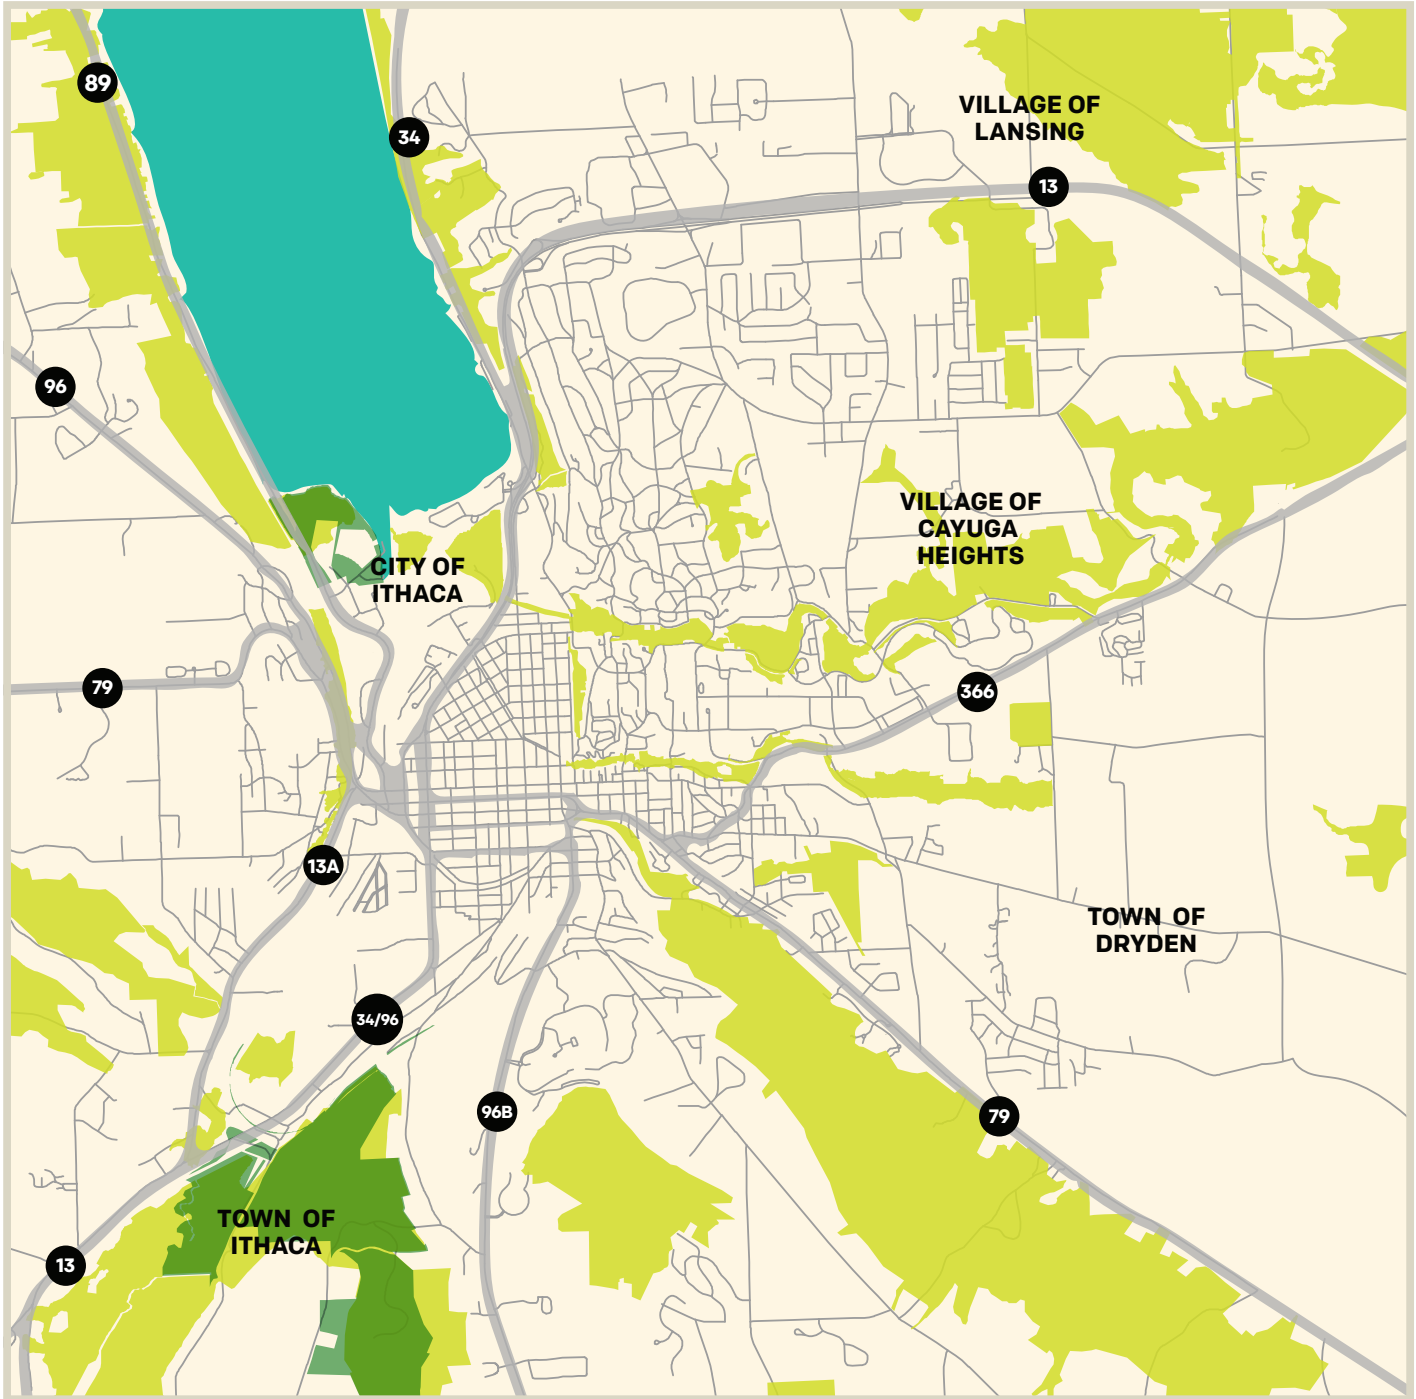 89
34
VILLAGE OF
LANSING
13
96
VILLAGE OF
CAYUGA
HEIGHTS
CITY OF
ITHACA
79
366
13A
TOWN OF
DRYDEN
34/96
96B
79
TOWN OF
ITHACA
13